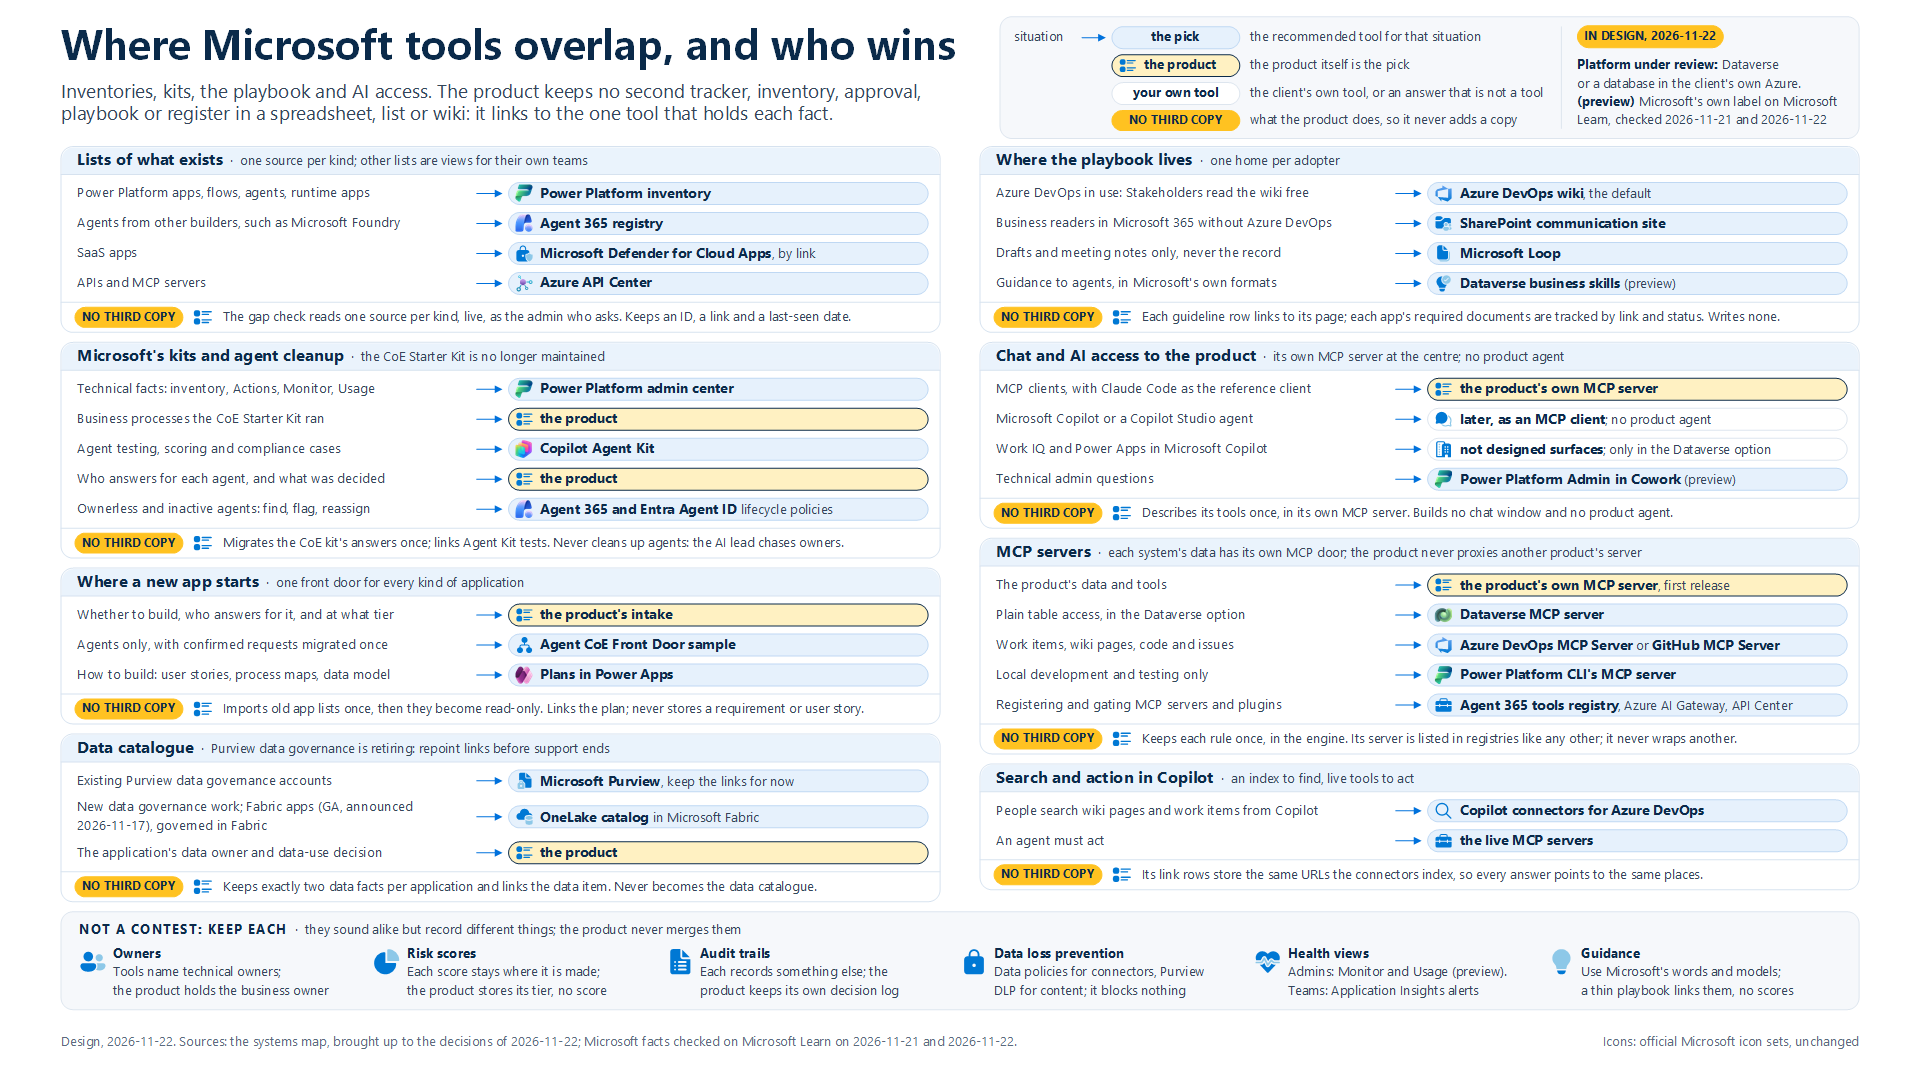 Where Microsoft tools overlap, and who wins
Inventories, kits, the playbook and AI access. The product keeps no second tracker, inventory, approval,
playbook or register in a spreadsheet, list or wiki: it links to the one tool that holds each fact.
situation the pick the recommended tool for that situation
the product the product itself is the pick
your own tool the client's own tool, or an answer that is not a tool
NO THIRD COPY what the product does, so it never adds a copy
IN DESIGN, 2026-11-22
Platform under review: Dataverse
or a database in the client's own Azure.
(preview) Microsoft's own label on Microsoft
Learn, checked 2026-11-21 and 2026-11-22
Lists of what exists · one source per kind; other lists are views for their own teams
Power Platform apps, flows, agents, runtime apps Power Platform inventory
Agents from other builders, such as Microsoft Foundry Agent 365 registry
SaaS apps Microsoft Defender for Cloud Apps, by link
APIs and MCP servers Azure API Center
NO THIRD COPY The gap check reads one source per kind, live, as the admin who asks. Keeps an ID, a link and a last-seen date.
Microsoft's kits and agent cleanup · the CoE Starter Kit is no longer maintained
Technical facts: inventory, Actions, Monitor, Usage Power Platform admin center
Business processes the CoE Starter Kit ran the product
Agent testing, scoring and compliance cases Copilot Agent Kit
Who answers for each agent, and what was decided the product
Ownerless and inactive agents: find, flag, reassign Agent 365 and Entra Agent ID lifecycle policies
NO THIRD COPY Migrates the CoE kit's answers once; links Agent Kit tests. Never cleans up agents: the AI lead chases owners.
Where a new app starts · one front door for every kind of application
Whether to build, who answers for it, and at what tier the product's intake
Agents only, with confirmed requests migrated once Agent CoE Front Door sample
How to build: user stories, process maps, data model Plans in Power Apps
NO THIRD COPY Imports old app lists once, then they become read-only. Links the plan; never stores a requirement or user story.
Data catalogue · Purview data governance is retiring: repoint links before support ends
Existing Purview data governance accounts Microsoft Purview, keep the links for now
New data governance work; Fabric apps (GA, announced
2026-11-17), governed in Fabric OneLake catalog in Microsoft Fabric
The application's data owner and data-use decision the product
NO THIRD COPY Keeps exactly two data facts per application and links the data item. Never becomes the data catalogue.
Where the playbook lives · one home per adopter
Azure DevOps in use: Stakeholders read the wiki free Azure DevOps wiki, the default
Business readers in Microsoft 365 without Azure DevOps SharePoint communication site
Drafts and meeting notes only, never the record Microsoft Loop
Guidance to agents, in Microsoft's own formats Dataverse business skills (preview)
NO THIRD COPY Each guideline row links to its page; each app's required documents are tracked by link and status. Writes none.
Chat and AI access to the product · its own MCP server at the centre; no product agent
MCP clients, with Claude Code as the reference client the product's own MCP server
Microsoft Copilot or a Copilot Studio agent later, as an MCP client; no product agent
Work IQ and Power Apps in Microsoft Copilot not designed surfaces; only in the Dataverse option
Technical admin questions Power Platform Admin in Cowork (preview)
NO THIRD COPY Describes its tools once, in its own MCP server. Builds no chat window and no product agent.
MCP servers · each system's data has its own MCP door; the product never proxies another product's server
The product's data and tools the product's own MCP server, first release
Plain table access, in the Dataverse option Dataverse MCP server
Work items, wiki pages, code and issues Azure DevOps MCP Server or GitHub MCP Server
Local development and testing only Power Platform CLI's MCP server
Registering and gating MCP servers and plugins Agent 365 tools registry, Azure AI Gateway, API Center
NO THIRD COPY Keeps each rule once, in the engine. Its server is listed in registries like any other; it never wraps another.
Search and action in Copilot · an index to find, live tools to act
People search wiki pages and work items from Copilot Copilot connectors for Azure DevOps
An agent must act the live MCP servers
NO THIRD COPY Its link rows store the same URLs the connectors index, so every answer points to the same places.
NOT A CONTEST: KEEP EACH · they sound alike but record different things; the product never merges them
Owners
Tools name technical owners;
the product holds the business owner
Risk scores
Each score stays where it is made;
the product stores its tier, no score
Audit trails
Each records something else; the
product keeps its own decision log
Data loss prevention
Data policies for connectors, Purview
DLP for content; it blocks nothing
Health views
Admins: Monitor and Usage (preview).
Teams: Application Insights alerts
Guidance
Use Microsoft's words and models;
a thin playbook links them, no scores
Design, 2026-11-22. Sources: the systems map, brought up to the decisions of 2026-11-22; Microsoft facts checked on Microsoft Learn on 2026-11-21 and 2026-11-22.
Icons: official Microsoft icon sets, unchanged